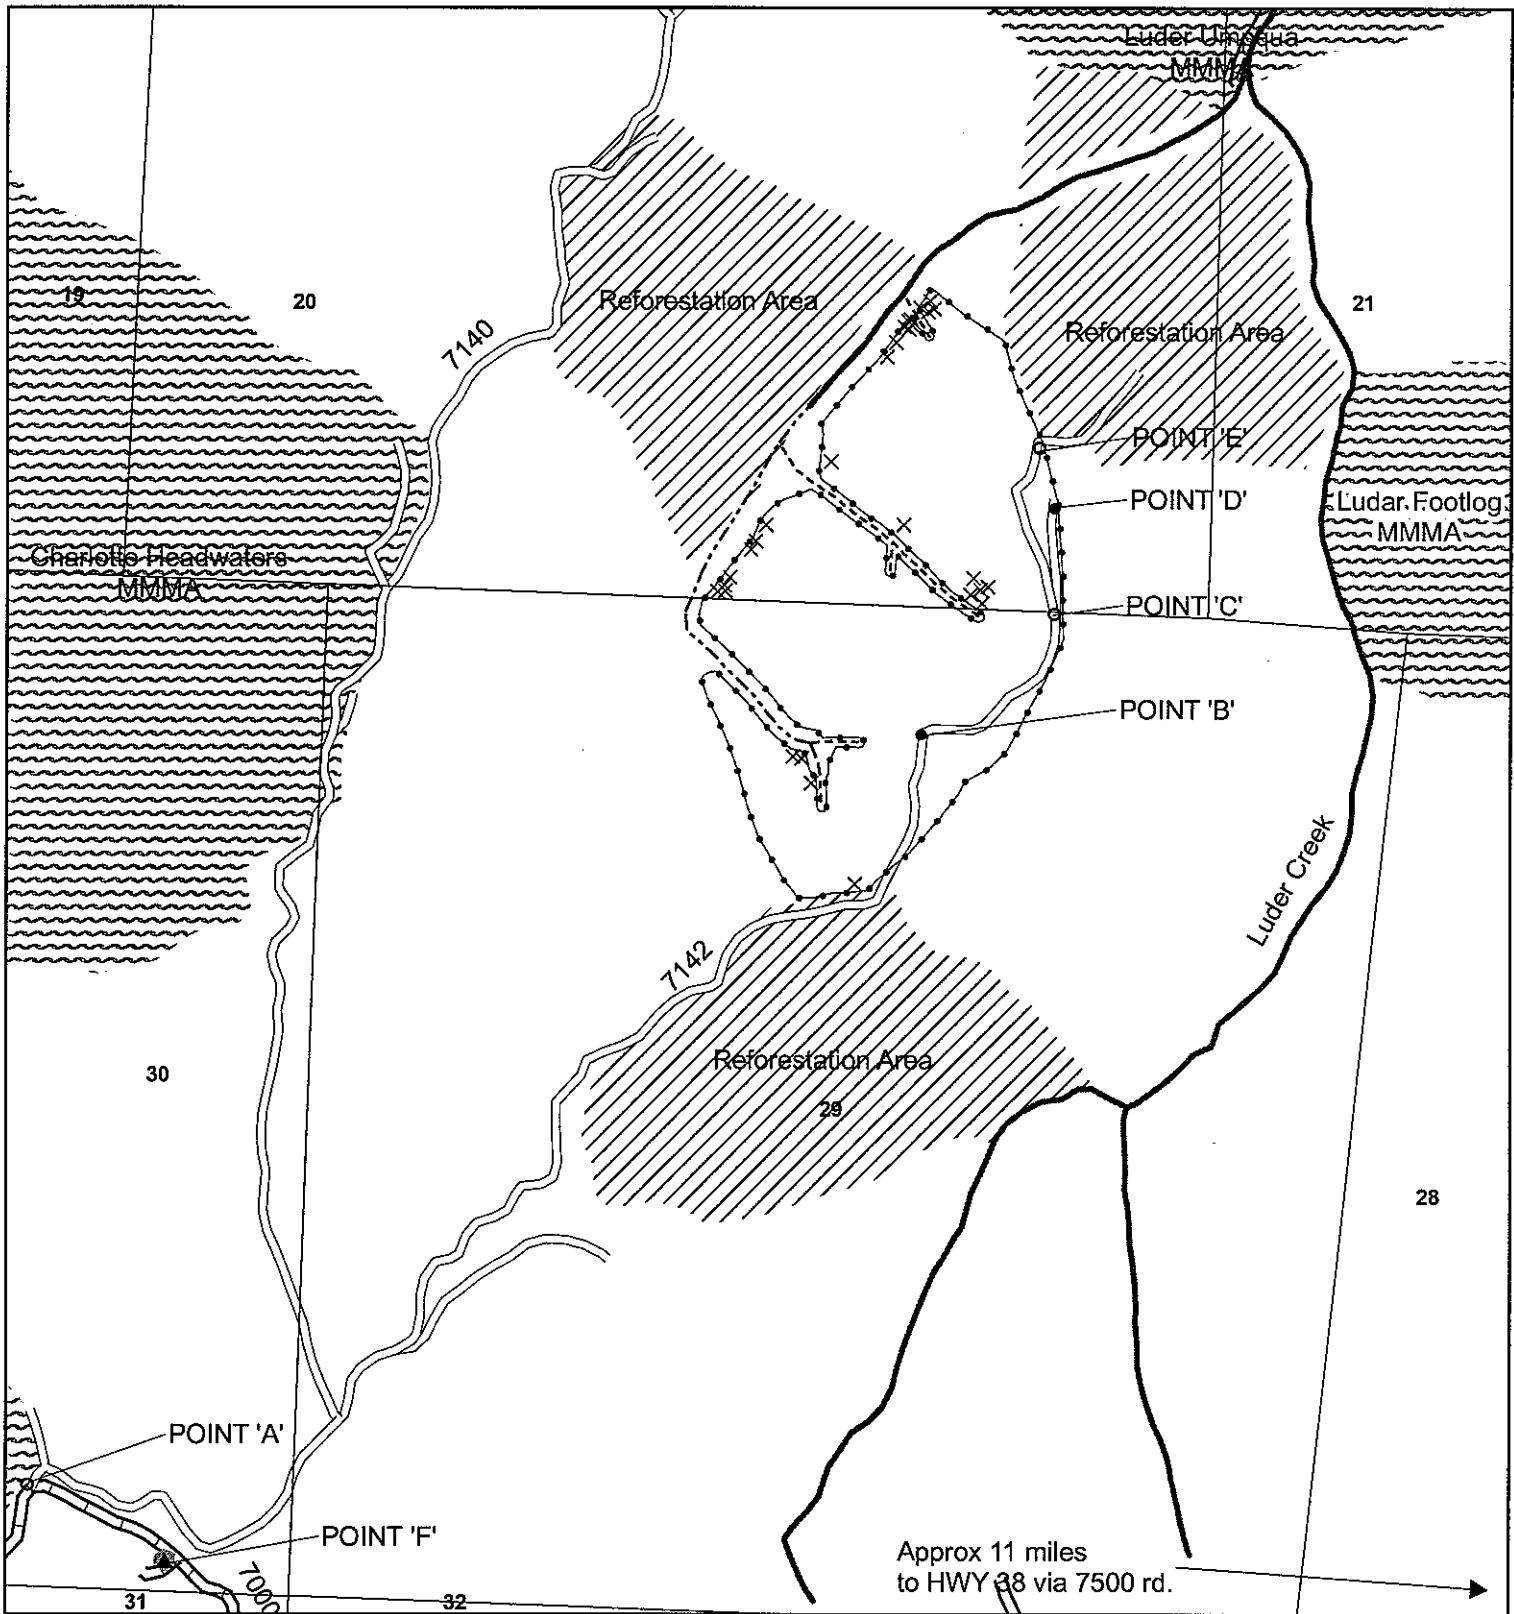 Luder Umpqua
MMMA
19
20
7140
Reforestation Area
21
Reforestation Area
POINT 'E'
POINT 'D'
Ludar Footlog
MMMA
Charlotte Headwaters
MMMA
POINT 'C'
POINT 'B'
Luder Creek
7142
Reforestation Area
30
29
28
POINT 'A'
POINT 'F'
7000
Approx 11 miles
to HWY 38 via 7500 rd.
31
32